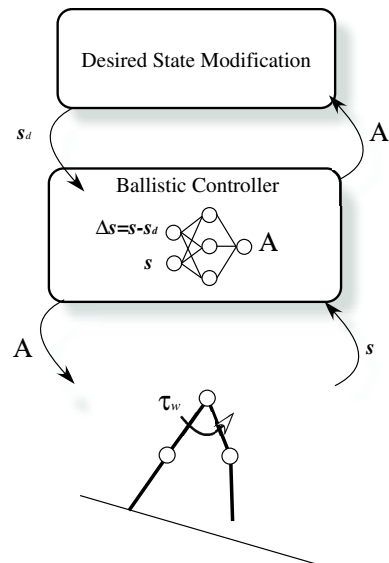 Desired State Modification
s_d
A
Ballistic Controller
Δs=s-s_d
A
s
A
s
τ_w